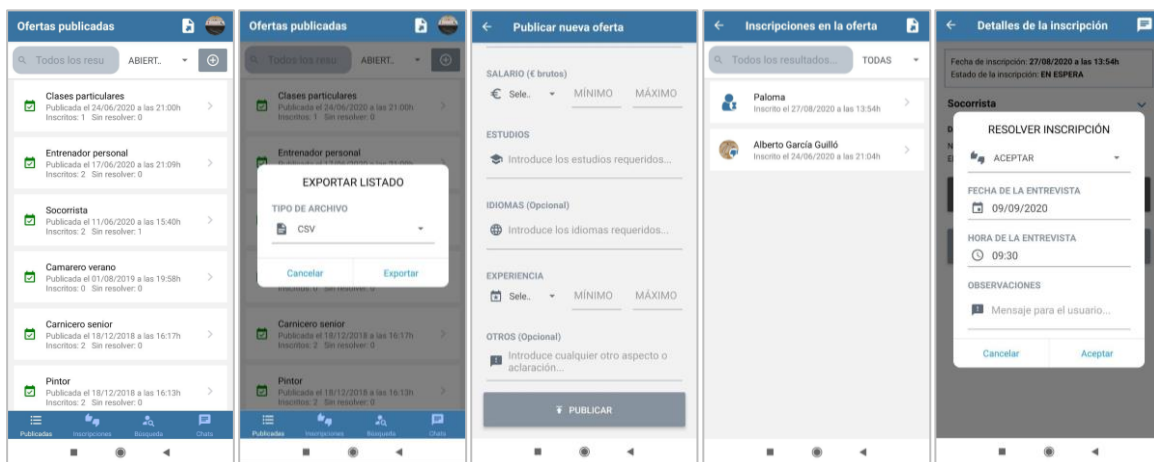 Ofertas publicadas
Todos los resu
ABIERT..
Clases particulares
Publicada el 24/06/2020 a las 21:00h
Inscritos: 1 Sin resolver: 0
Entrenador personal
Publicada el 17/06/2020 a las 21:09h
Inscritos: 2 Sin resolver: 0
Socorrista
Publicada el 11/06/2020 a las 15:40h
Inscritos: 2 Sin resolver: 1
Camarero verano
Publicada el 01/08/2019 a las 19:58h
Inscritos: 0 Sin resolver: 0
Carnicero senior
Publicada el 18/12/2018 a las 16:17h
Inscritos: 2 Sin resolver: 0
Pintor
Publicada el 18/12/2018 a las 16:13h
Inscritos: 2 Sin resolver: 0
Publicadas
Inscripciones
Búsqueda
Chats
Ofertas publicadas
Todos los resu
ABIERT..
Clases particulares
Publicada el 24/06/2020 a las 21:00h
Inscritos: 1 Sin resolver: 0
Entrenador personal
Publicada el 17/06/2020 a las 21:09h
EXPORTAR LISTADO
TIPO DE ARCHIVO
CSV
Cancelar
Exportar
Inscritos: 0 Sin resolver: 0
Carnicero senior
Publicada el 18/12/2018 a las 16:17h
Inscritos: 2 Sin resolver: 0
Pintor
Publicada el 18/12/2018 a las 16:13h
Inscritos: 2 Sin resolver: 0
Publicadas
Inscripciones
Búsqueda
Chats
Publicar nueva oferta
SALARIO (€ brutos)
Sele..
MÍNIMO
MÁXIMO
ESTUDIOS
Introduce los estudios requeridos...
IDIOMAS (Opcional)
Introduce los idiomas requeridos...
EXPERIENCIA
Sele..
MÍNIMO
MÁXIMO
OTROS (Opcional)
Introduce cualquier otro aspecto o
aclaración...
PUBLICAR
Inscripciones en la oferta
Todos los resultados...
TODAS
Paloma
Inscrito el 27/08/2020 a las 13:54h
Alberto García Guilló
Inscrito el 24/06/2020 a las 21:04h
Detalles de la inscripción
Fecha de inscripción: 27/08/2020 a las 13:54h
Estado de la inscripción: EN ESPERA
Socorrista
RESOLVER INSCRIPCIÓN
ACEPTAR
FECHA DE LA ENTREVISTA
09/09/2020
HORA DE LA ENTREVISTA
09:30
OBSERVACIONES
Mensaje para el usuario...
Cancelar
Aceptar